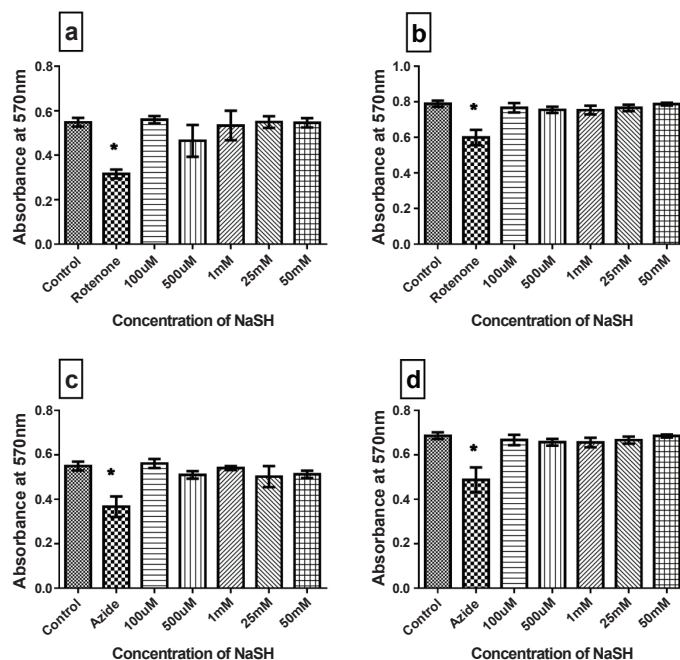 a
Absorbance at 570nm
0.8
0.6
0.4
0.2
0.0
*
Control
Rotenone
100uM
500uM
1mM
25mM
50mM
Concentration of NaSH
b
Absorbance at 570nm
1.0
0.8
0.6
0.4
0.2
0.0
*
Control
Rotenone
100uM
500uM
1mM
25mM
50mM
Concentration of NaSH
c
Absorbance at 570nm
0.8
0.6
0.4
0.2
0.0
*
Control
Azide
100uM
500uM
1mM
25mM
50mM
Concentration of NaSH
d
Absorbance at 570nm
0.8
0.6
0.4
0.2
0.0
*
Control
Azide
100uM
500uM
1mM
25mM
50mM
Concentration of NaSH